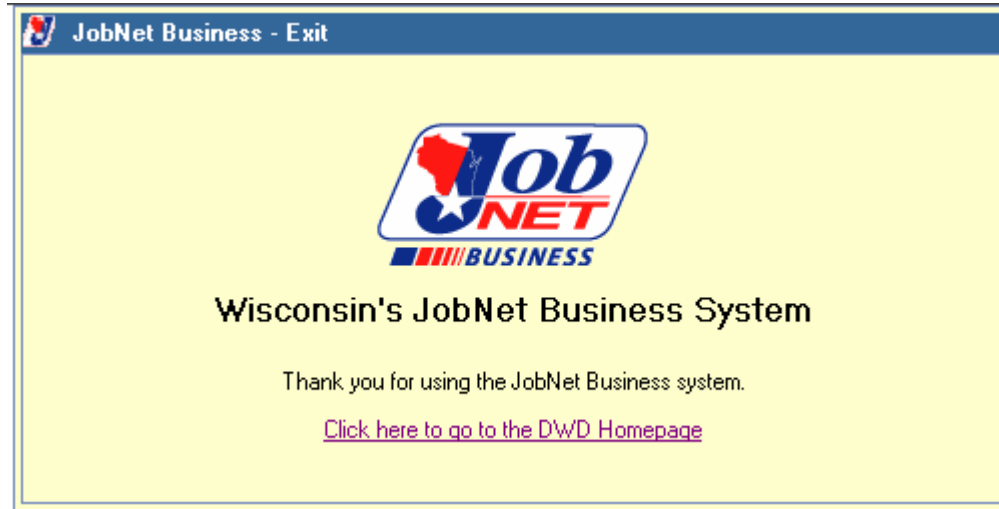 JobNet Business - Exit
Job
NET
BUSINESS
Wisconsin's JobNet Business System
Thank you for using the JobNet Business system.
Click here to go to the DWD Homepage